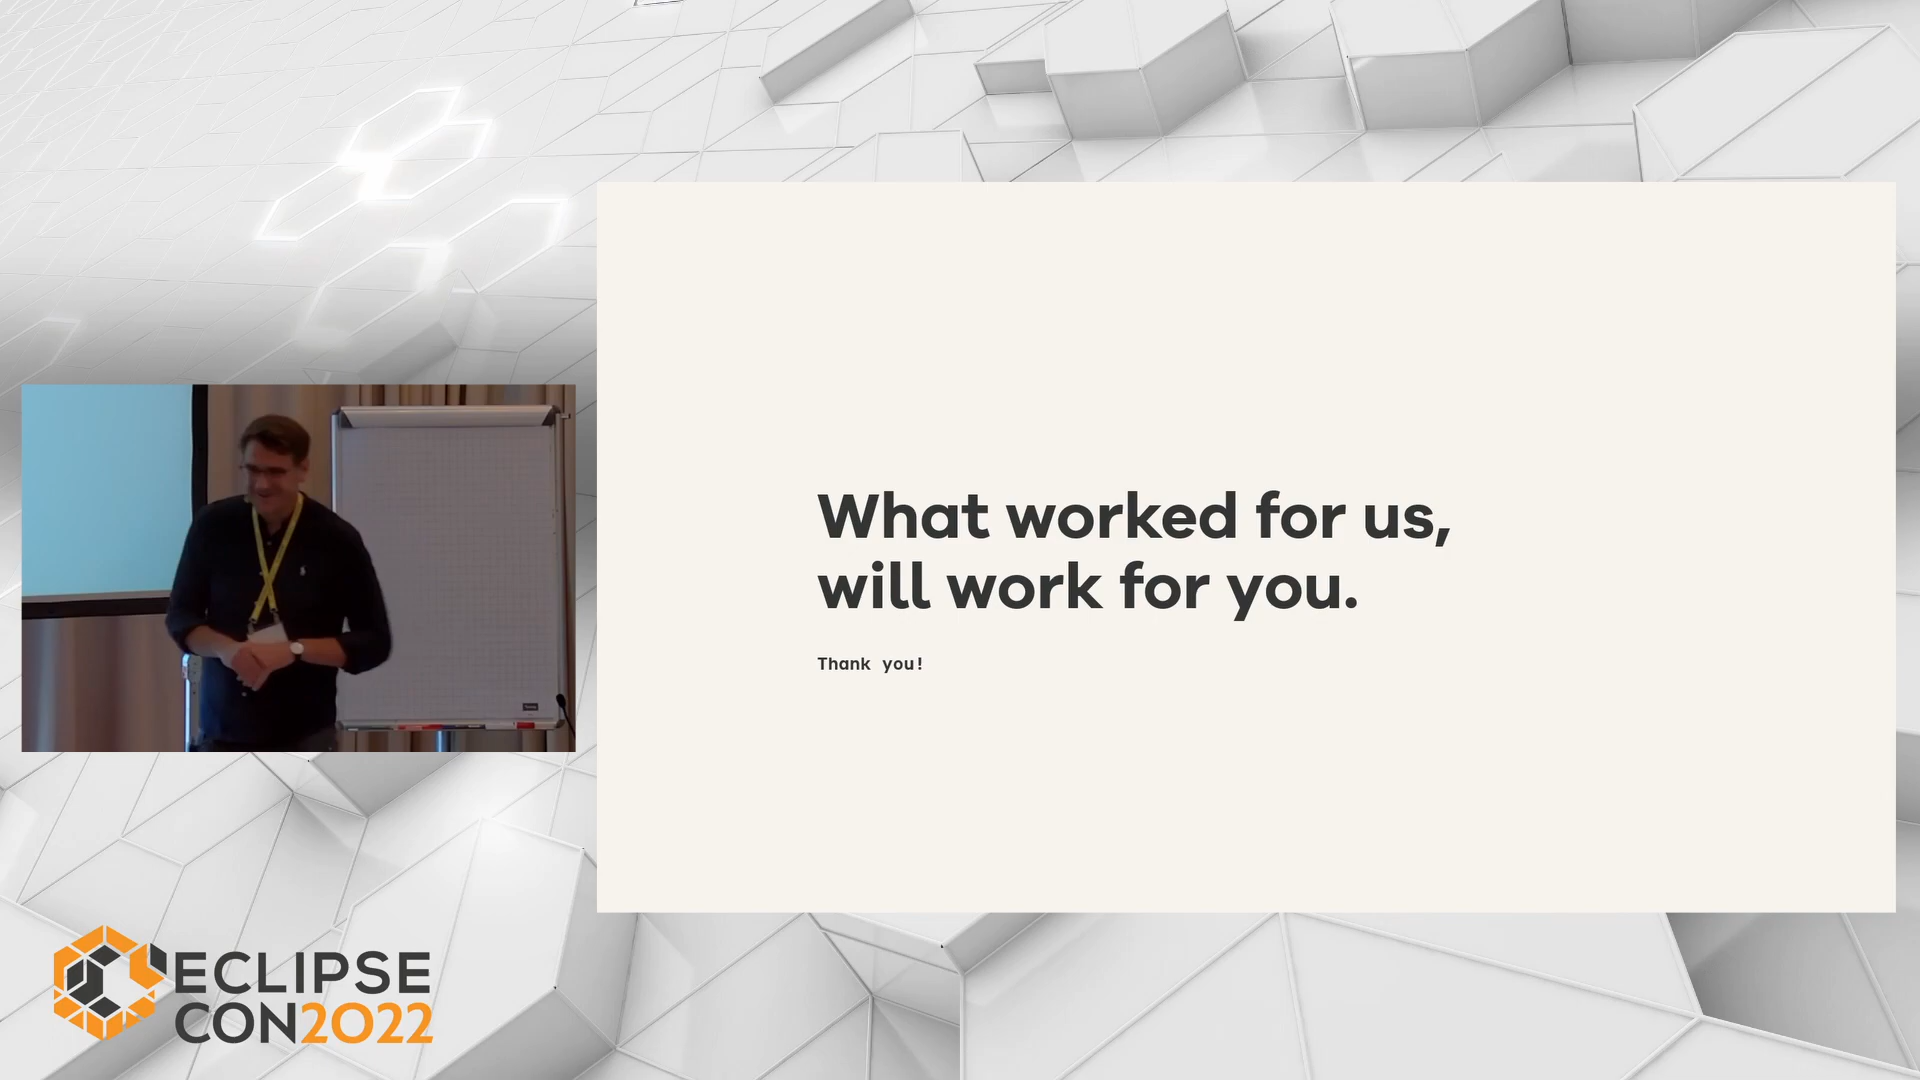 What worked for us,
will work for you.
Thank you!
ECLIPSE
CON2022